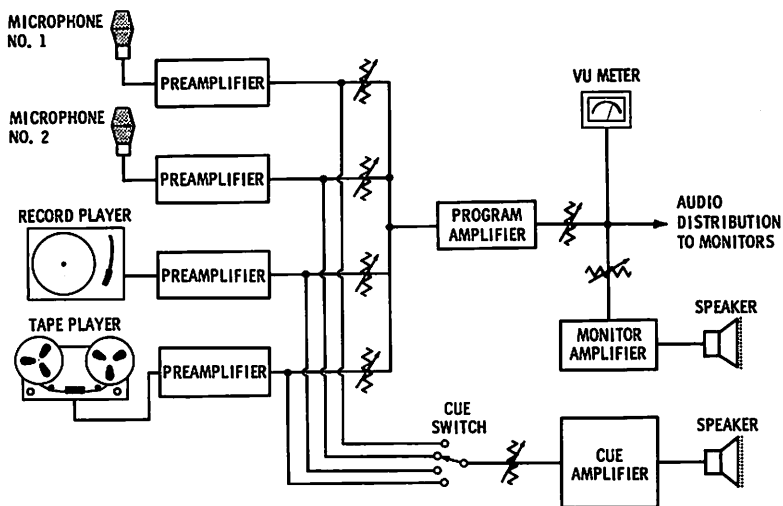 MICROPHONE
NO. 1
PREAMPLIFIER
MICROPHONE
NO. 2
PREAMPLIFIER
RECORD PLAYER
PREAMPLIFIER
TAPE PLAYER
PREAMPLIFIER
VU METER
PROGRAM
AMPLIFIER
AUDIO
DISTRIBUTION
TO MONITORS
MONITOR
AMPLIFIER
SPEAKER
CUE
SWITCH
CUE
AMPLIFIER
SPEAKER